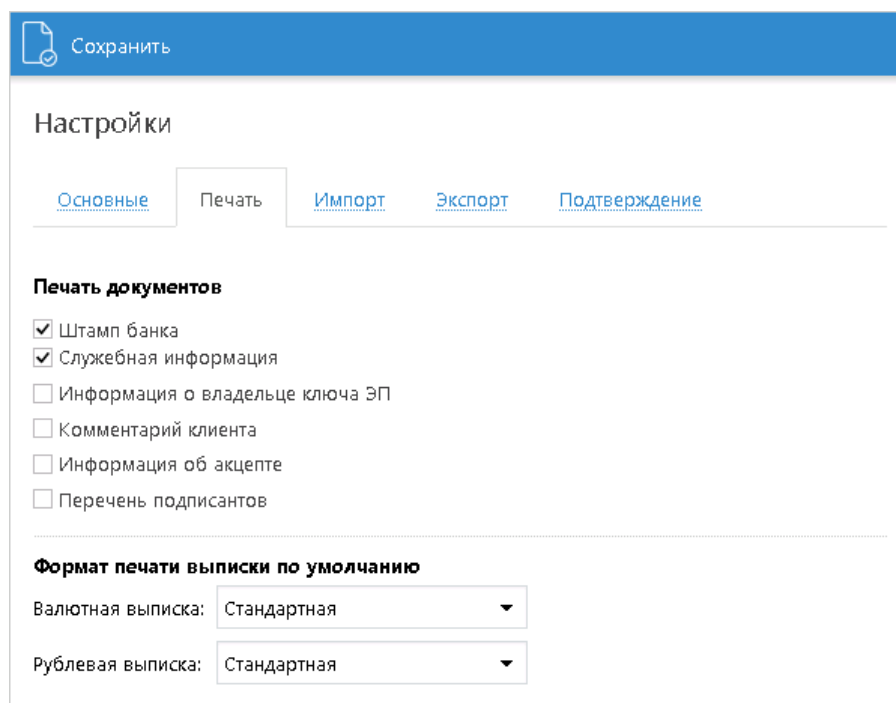 Сохранить
Настройки
Основные Печать Импорт Экспорт Подтверждение
Печать документов
Штамп банка
Служебная информация
Информация о владельце ключа ЭП
Комментарий клиента
Информация об акцепте
Перечень подписантов
Формат печати выписки по умолчанию
Валютная выписка: Стандартная
Рублевая выписка: Стандартная